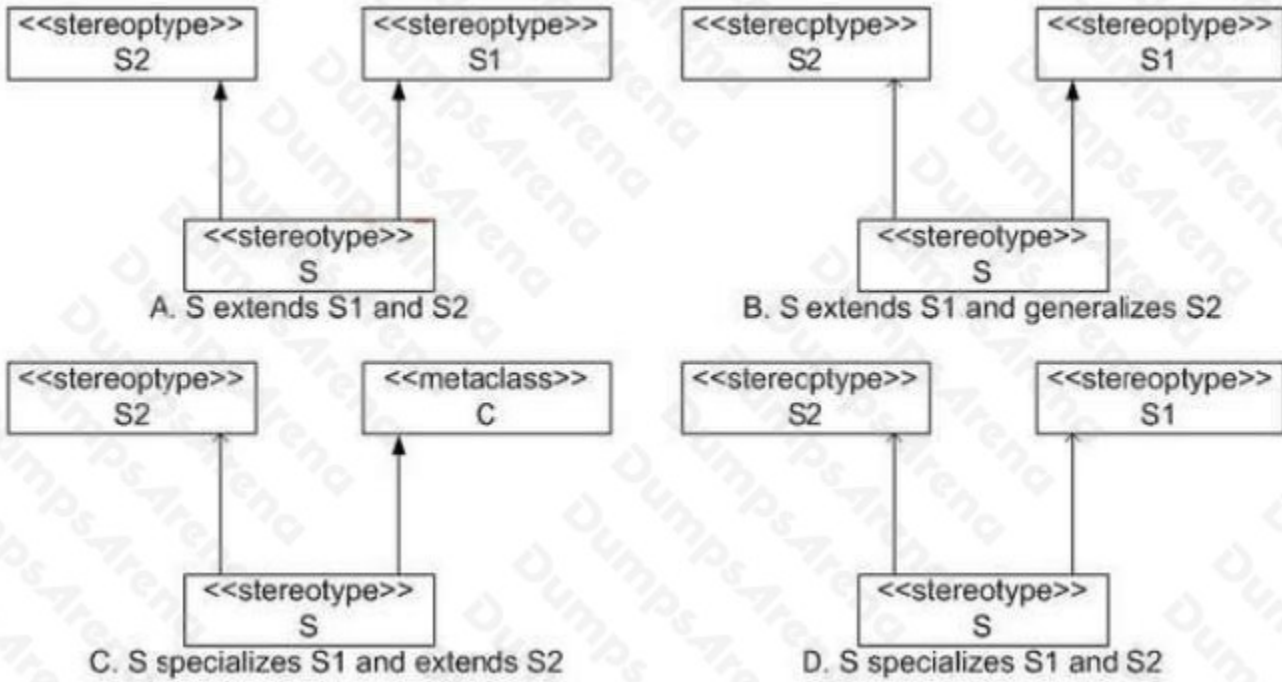 <<stereoptype>>
S2
<<stereoptype>>
S1
<<sterecptype>>
S2
<<stereoptype>>
S1
<<stereotype>>
S
<<stereotype>>
S
A. S extends S1 and S2
B. S extends S1 and generalizes S2
<<stereoptype>>
S2
<<metaclass>>
C
<<sterecptype>>
S2
<<stereoptype>>
S1
<<stereotype>>
S
<<stereotype>>
S
C. S specializes S1 and extends S2
D. S specializes S1 and S2
DumpsArena